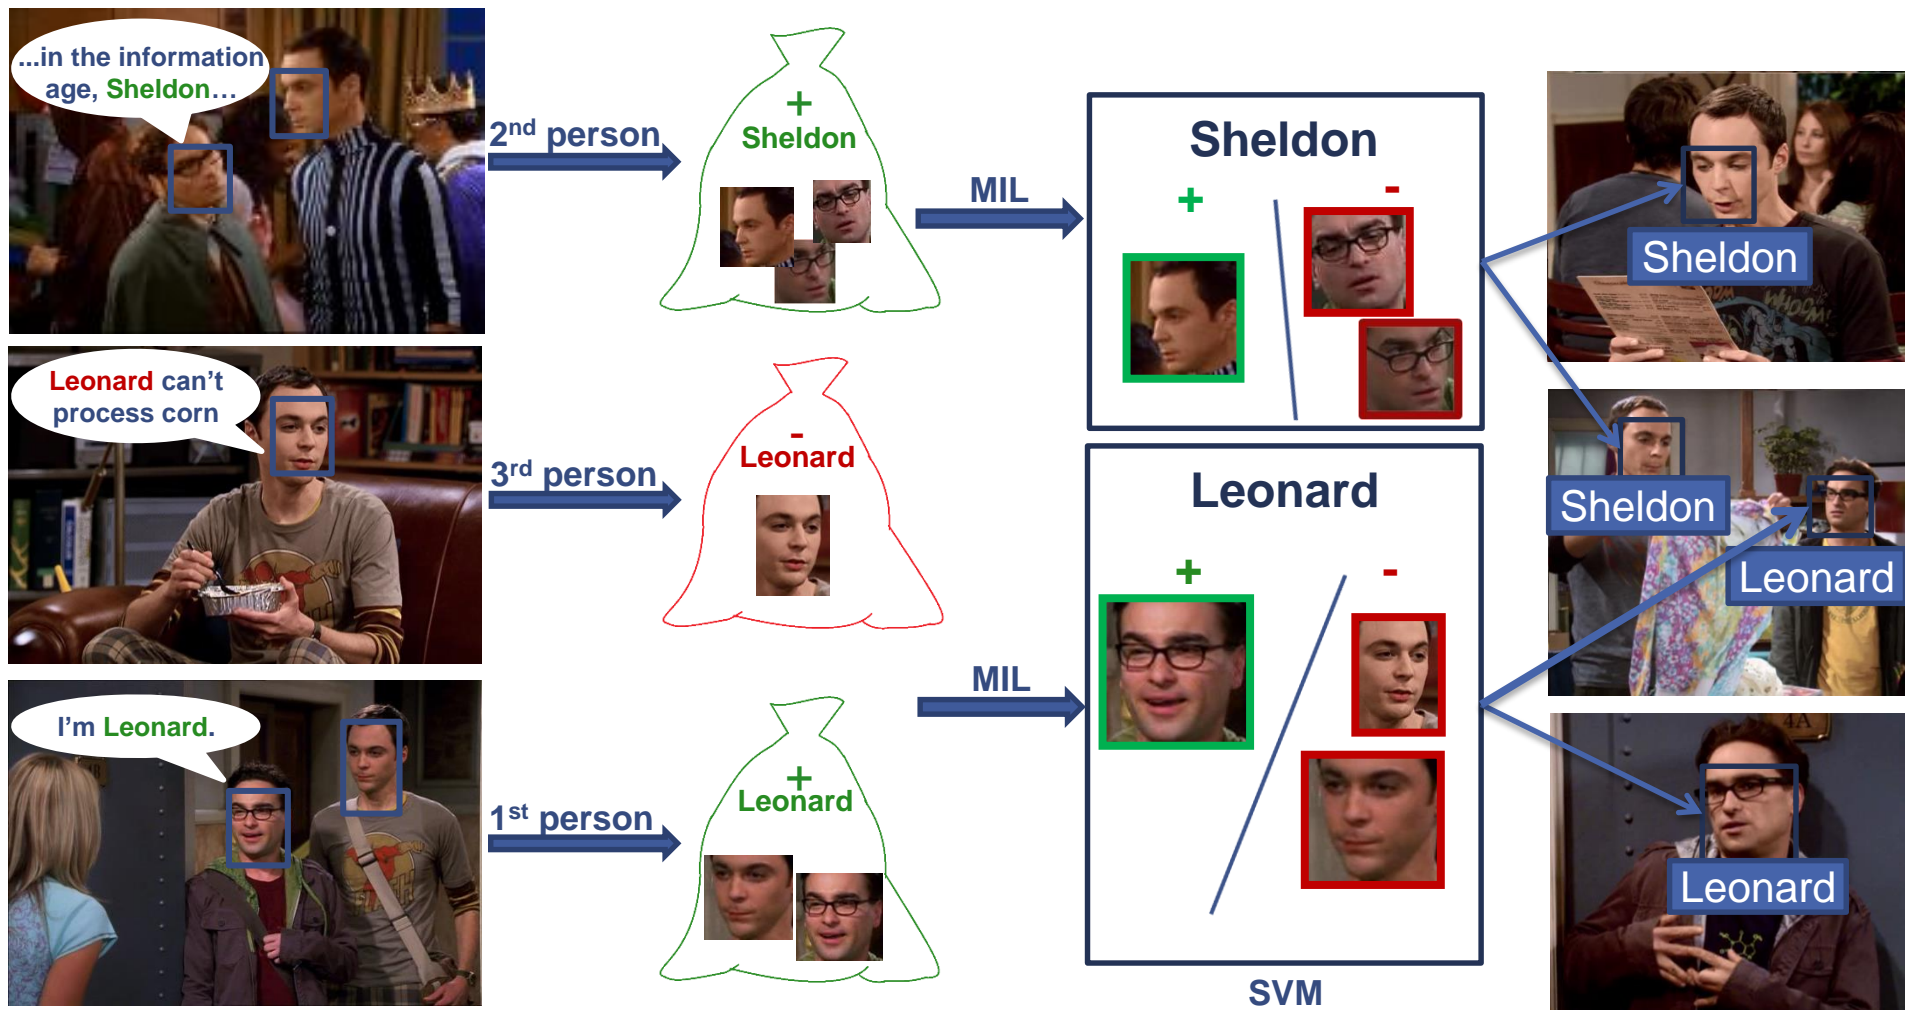 ...in the information
age, Sheldon...
2nd person
+
Sheldon
MIL
Sheldon
+
-
Sheldon
Leonard can't
process corn
3rd person
-
Leonard
Leonard
+
-
Sheldon
Leonard
I'm Leonard.
1st person
+
Leonard
MIL
SVM
4A
Leonard